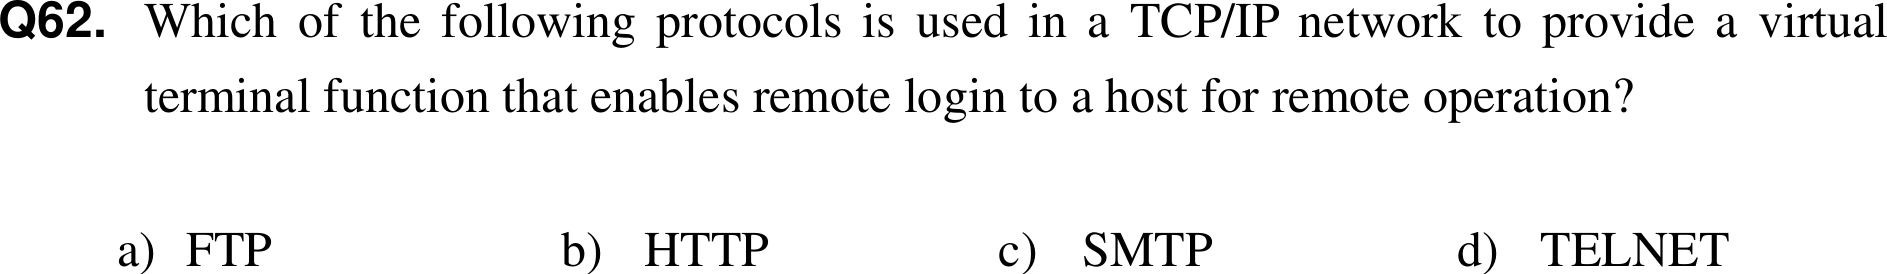 Q62. Which of the following protocols is used in a TCP/IP network to provide a virtual
terminal function that enables remote login to a host for remote operation?
a) FTP b) HTTP c) SMTP d) TELNET